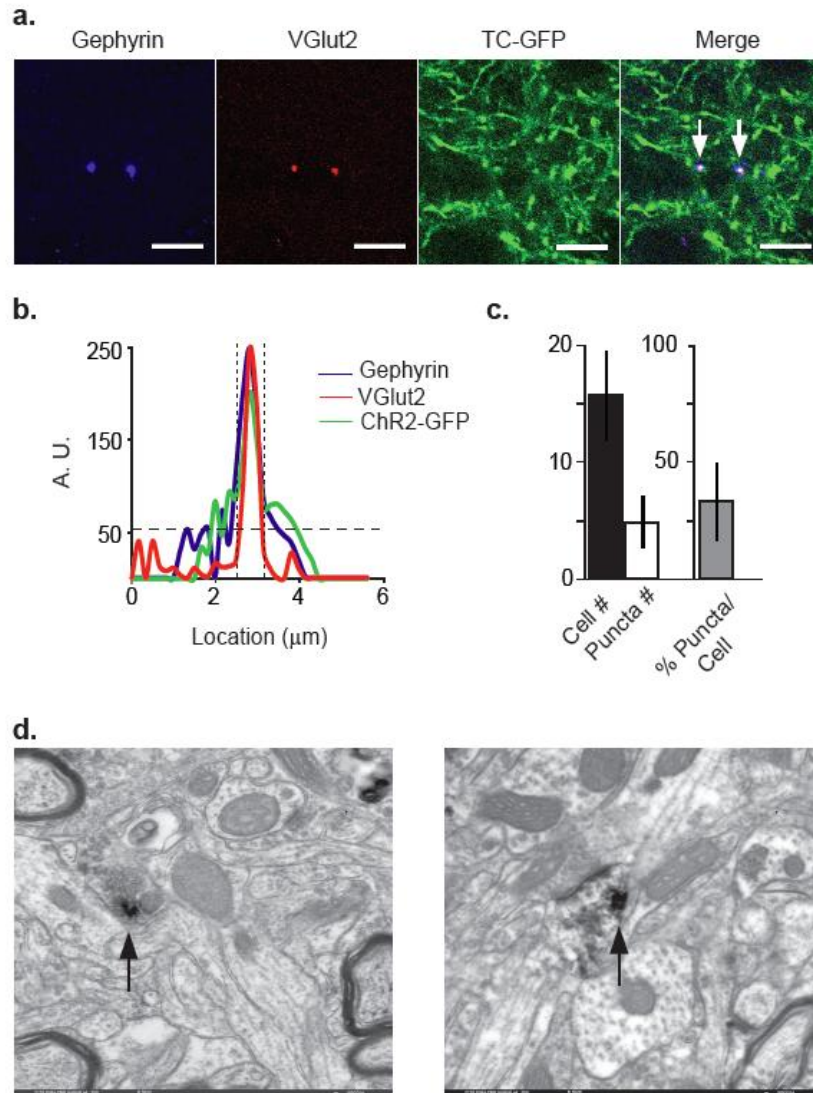 a.
Gephyrin VGlut2 TC-GFP Merge
b.
250
150
50
0 2 4 6
A. U.
Location (μm)
Gephyrin
VGlut2
ChR2-GFP
c.
20
10
0
100
50
0
Cell #
Puncta #
% Puncta/
Cell
d.